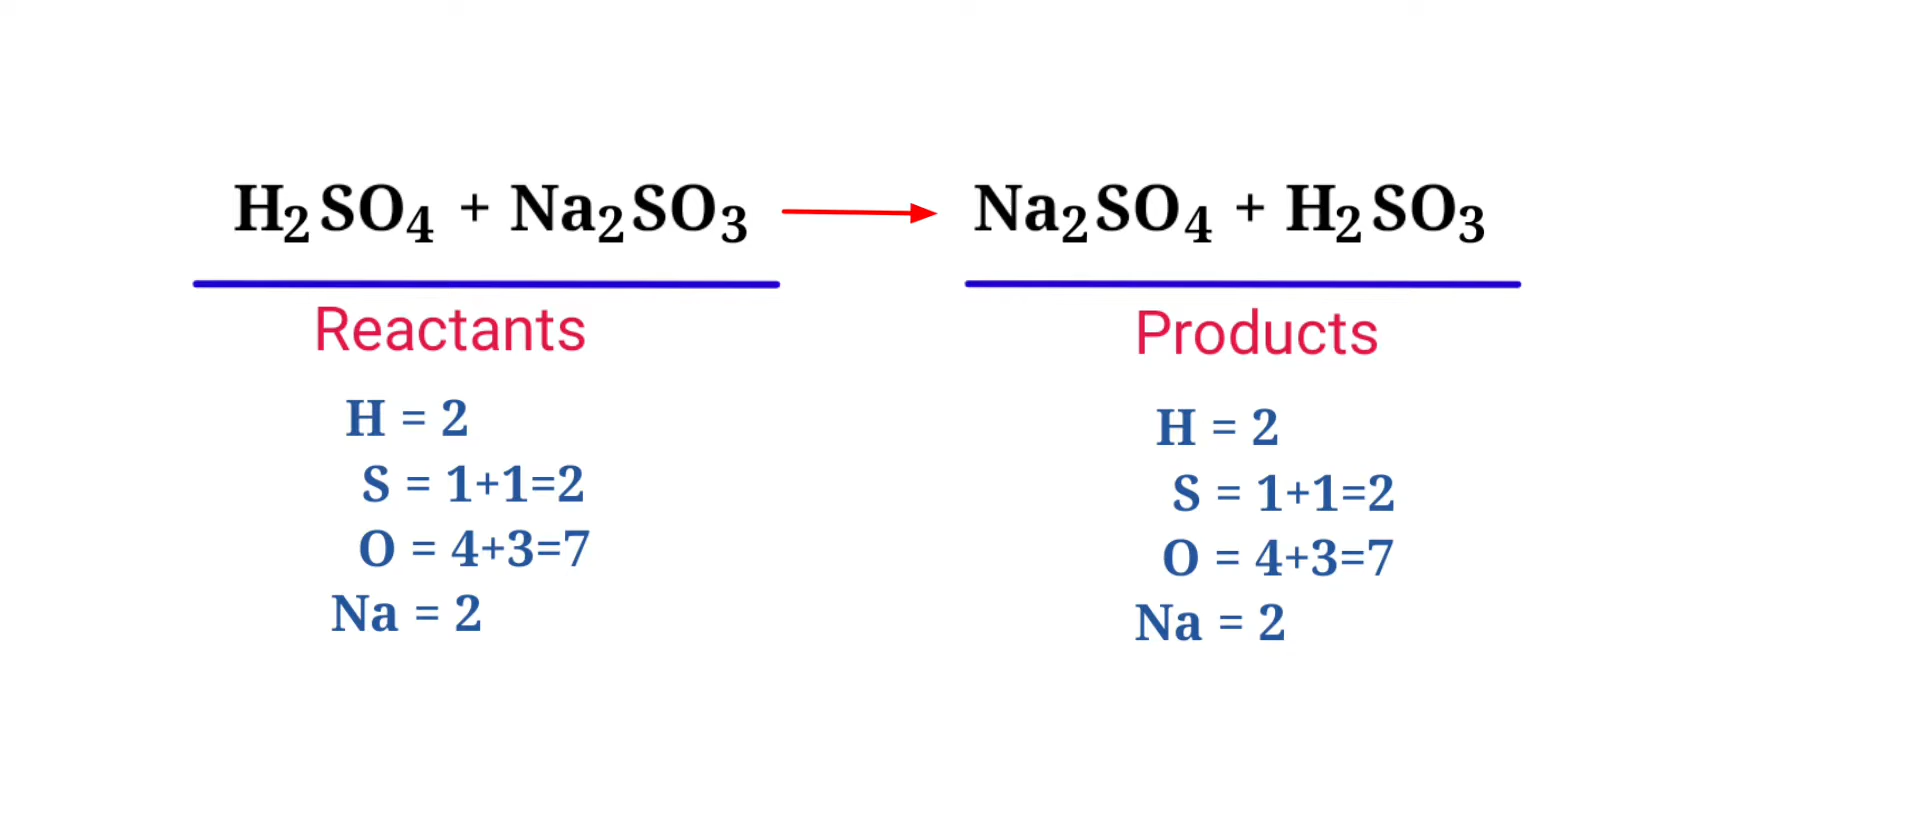 H₂SO₄ + Na₂SO₃ → Na₂SO₄ + H₂SO₃
Reactants
H = 2
S = 1+1=2
O = 4+3=7
Na = 2
Products
H = 2
S = 1+1=2
O = 4+3=7
Na = 2